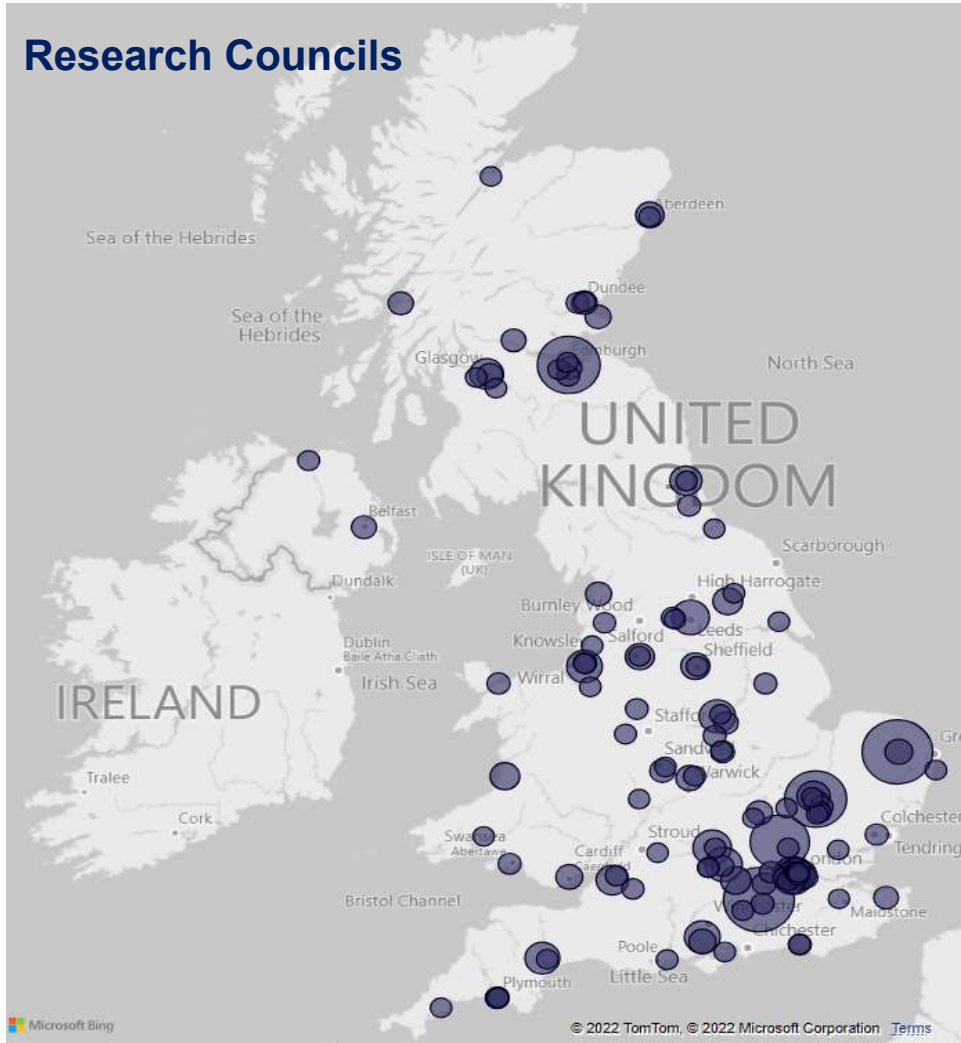 Research Councils
Aberdeen
Sea of the Hebrides
Dundee
Sea of the
Hebrides
Glasgow
Edinburgh
North Sea
UNITED
KINGDOM
Belfast
ISLE OF MAN
(UK)
Scarborough
Dundalk
High Harrogate
Burnley Wood
Dublin
Baile Átha Cliath
Knowsley
Salford
Leeds
Irish Sea
Wirral
Sheffield
IRELAND
Stafford
Gre
Tralee
Warwick
Cork
Colchester
Swansea
Abertawe
Stroud
Cardiff
Tendring
London
Bristol Channel
Maidstone
Chichester
Poole
Little Sea
Plymouth
Microsoft Bing
© 2022 TomTom, © 2022 Microsoft Corporation Terms